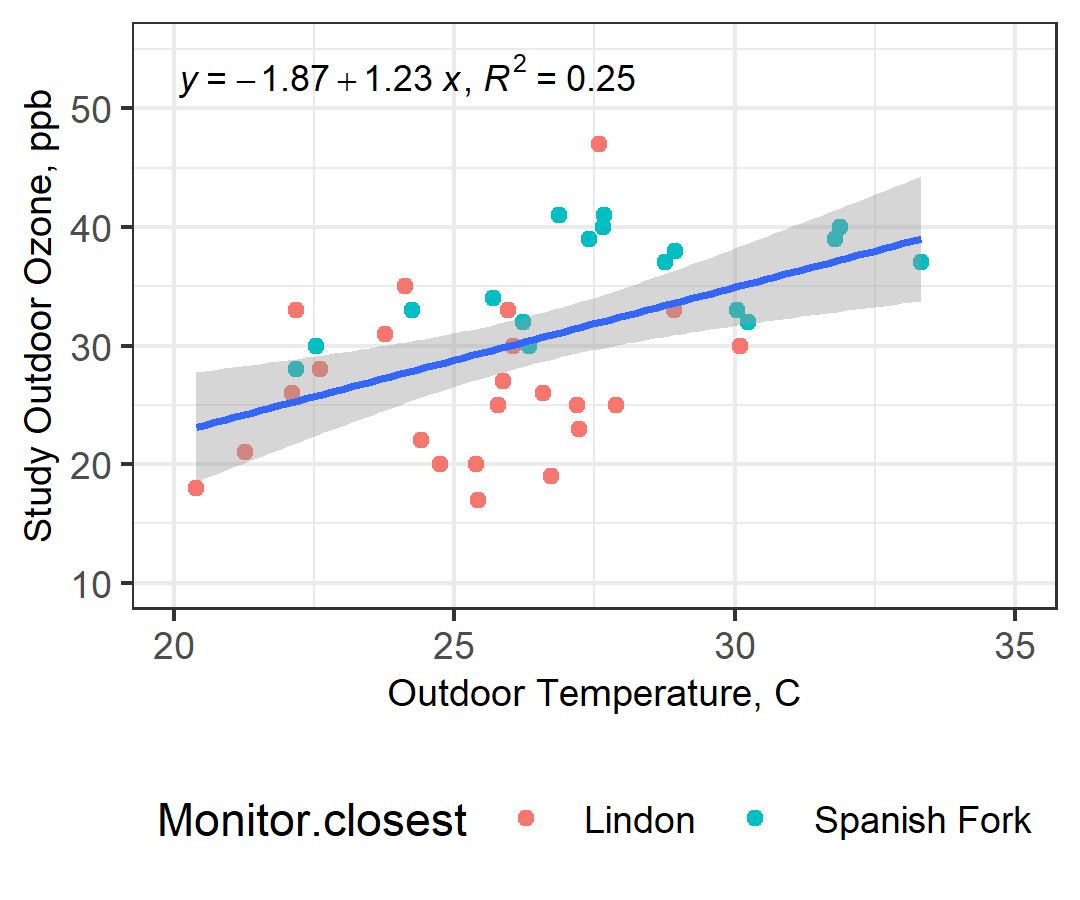 y = −1.87 + 1.23 x, R² = 0.25
Study Outdoor Ozone, ppb
50
40
30
20
10
20 25 30 35
Outdoor Temperature, C
Monitor.closest Lindon Spanish Fork